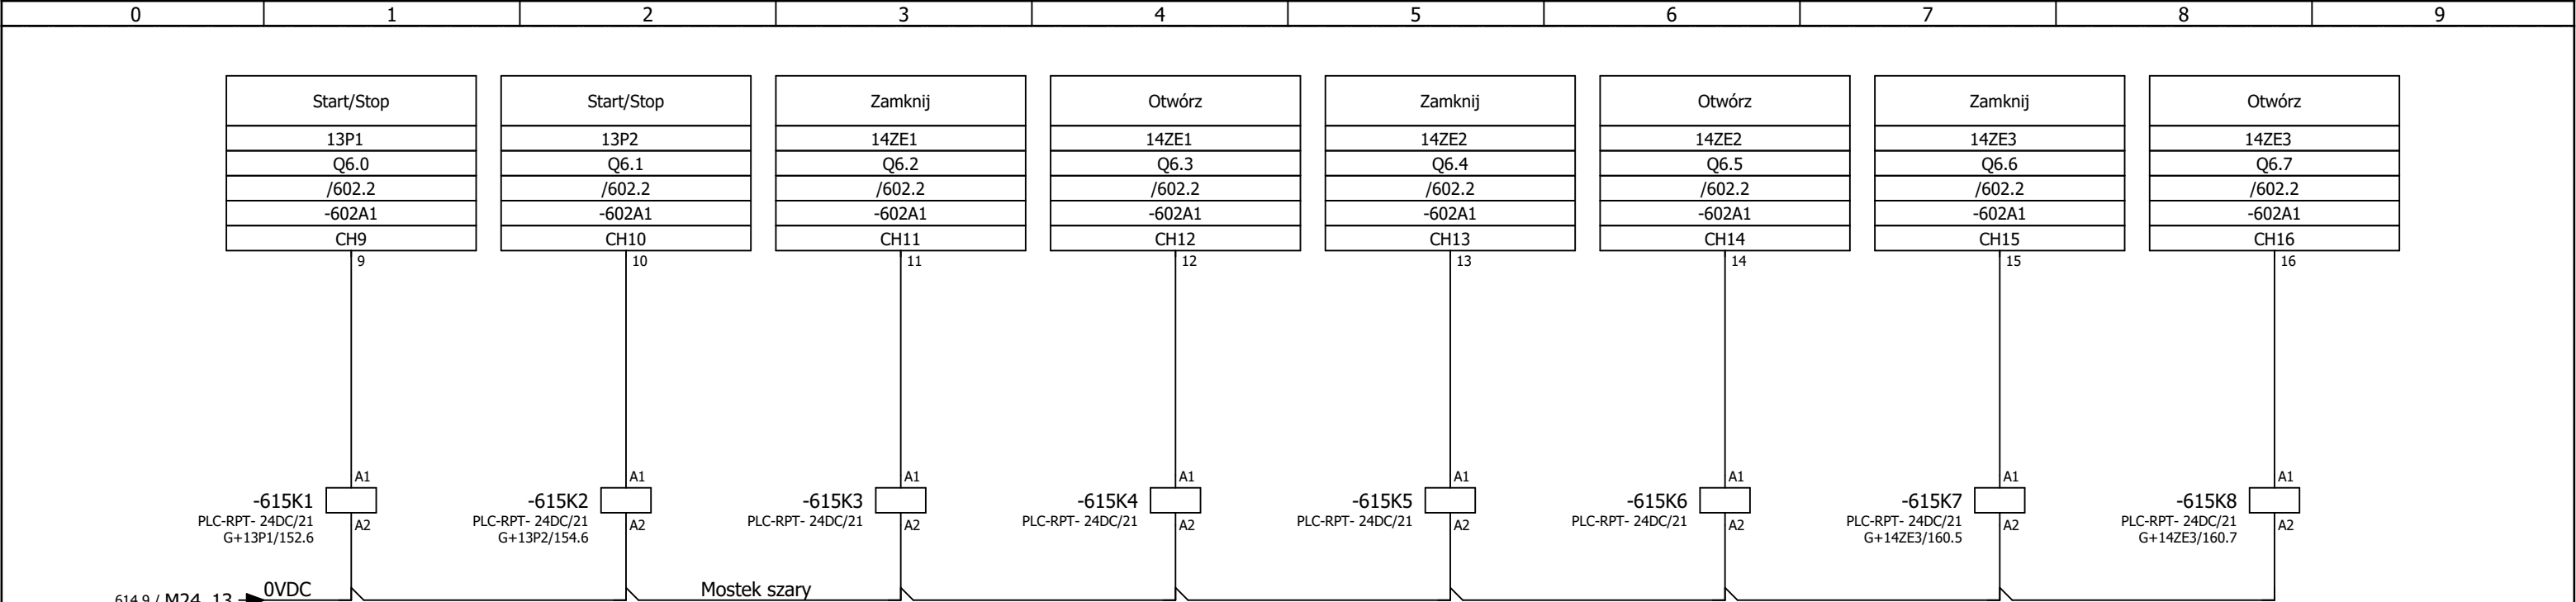 0 1 2 3 4 5 6 7 8 9
Start/Stop Start/Stop Zamknij Otwórz Zamknij Otwórz Zamknij Otwórz
13P1 13P2 14ZE1 14ZE1 14ZE2 14ZE2 14ZE3 14ZE3
Q6.0 Q6.1 Q6.2 Q6.3 Q6.4 Q6.5 Q6.6 Q6.7
/602.2 /602.2 /602.2 /602.2 /602.2 /602.2 /602.2 /602.2
-602A1 -602A1 -602A1 -602A1 -602A1 -602A1 -602A1 -602A1
CH9 CH10 CH11 CH12 CH13 CH14 CH15 CH16
9 10 11 12 13 14 15 16
A1 A1 A1 A1 A1 A1 A1 A1
-615K1 -615K2 -615K3 -615K4 -615K5 -615K6 -615K7 -615K8
PLC-RPT- 24DC/21 PLC-RPT- 24DC/21 PLC-RPT- 24DC/21 PLC-RPT- 24DC/21 PLC-RPT- 24DC/21 PLC-RPT- 24DC/21 PLC-RPT- 24DC/21 PLC-RPT- 24DC/21
A2 A2 A2 A2 A2 A2 A2 A2
G+13P1/152.6 G+13P2/154.6 G+14ZE3/160.5 G+14ZE3/160.7
0VDC Mostek szary
614.9 / M24_13